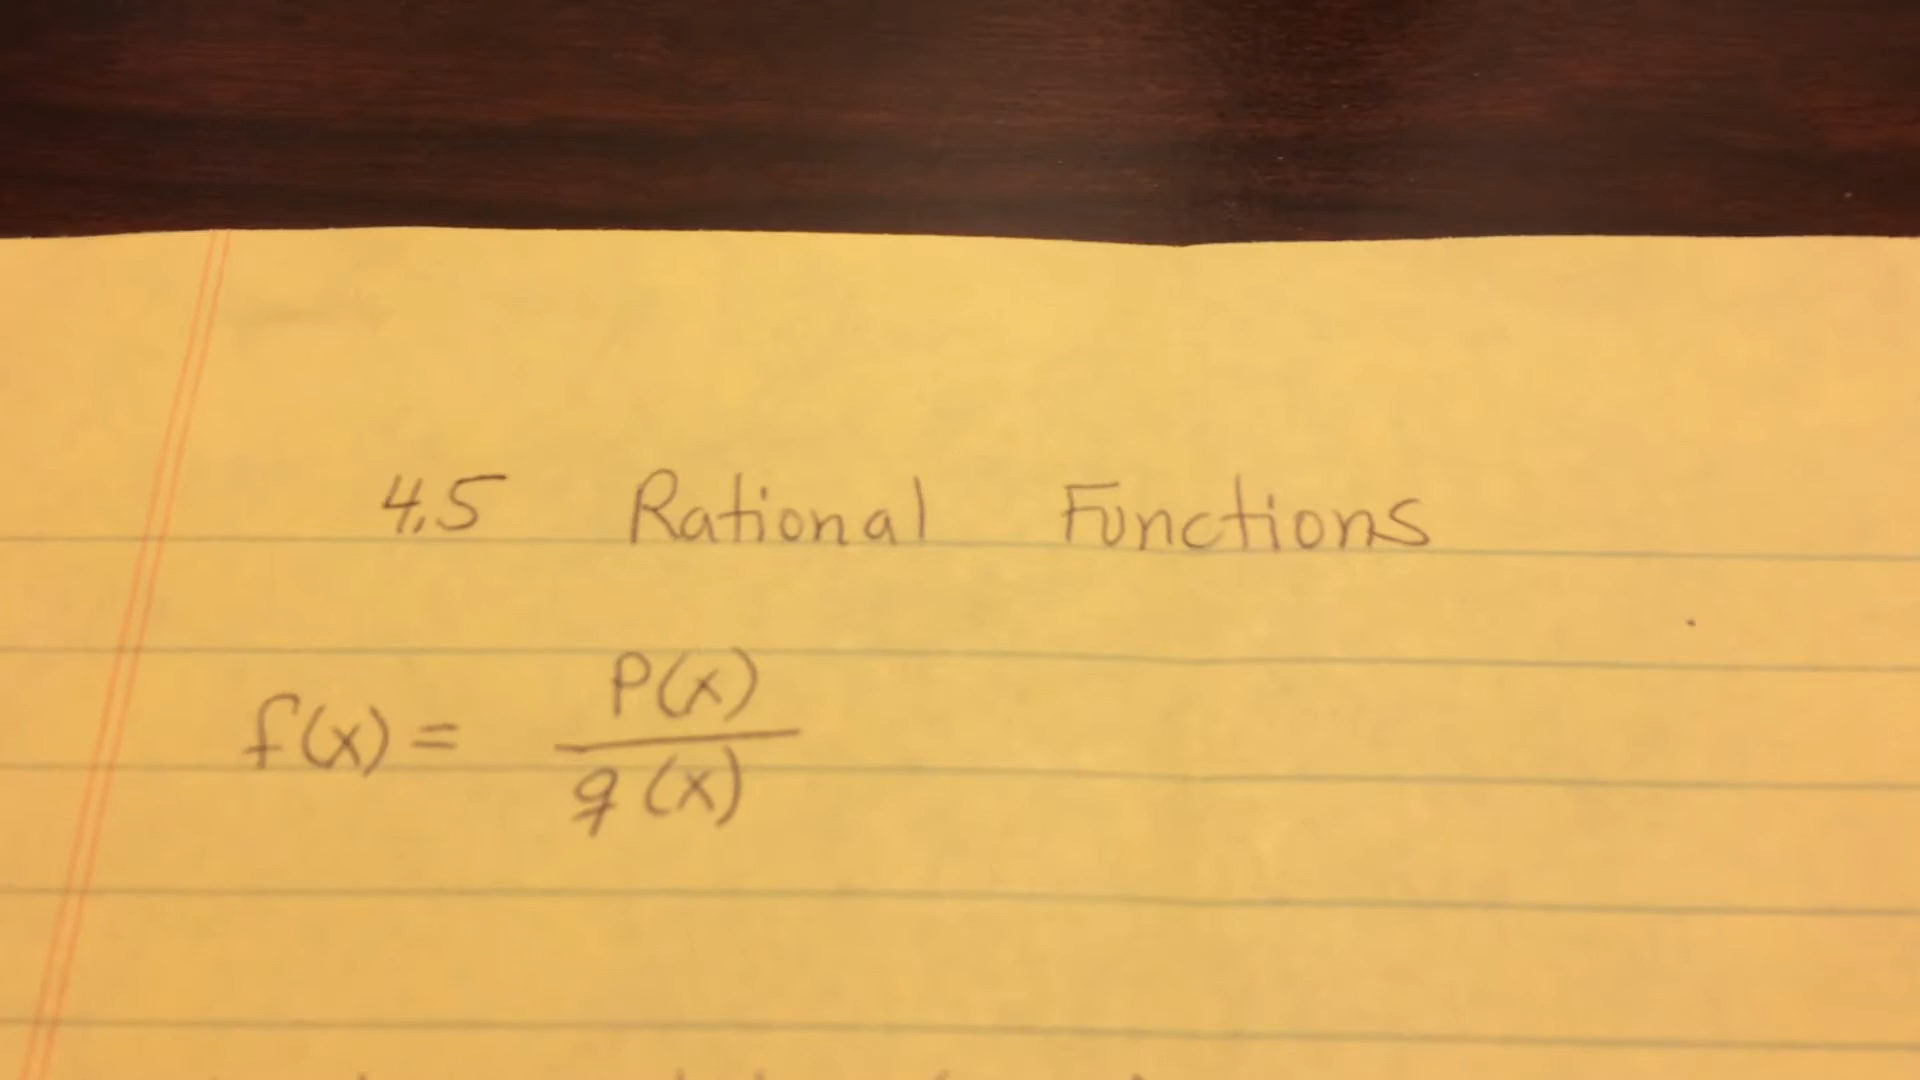 4.5 Rational Functions
f(x) = P(x) / q(x)